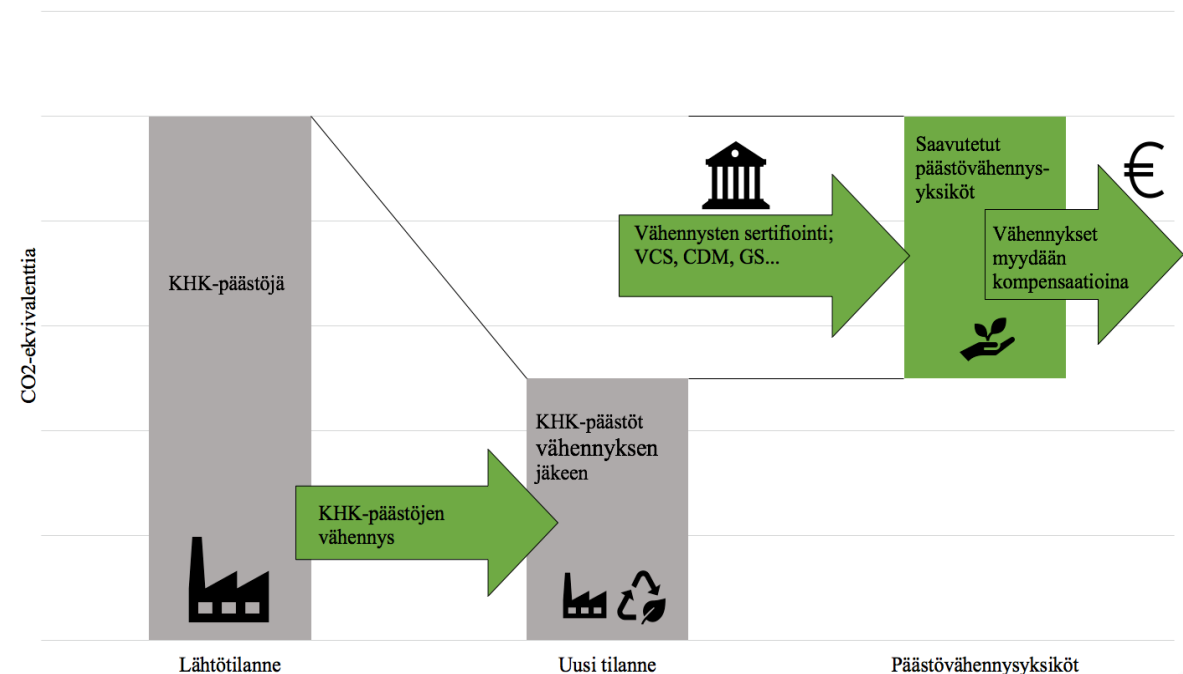 CO2-ekvivalenttia
KHK-päästöjä
KHK-päästöjen
vähennys
KHK-päästöt
vähennyksen
jäkeen
Vähennysten sertifiointi;
VCS, CDM, GS...
Saavutetut
päästövähennys-
yksiköt
€
Vähennykset
myydään
kompensaatioina
Lähtötilanne
Uusi tilanne
Päästövähennysyksiköt